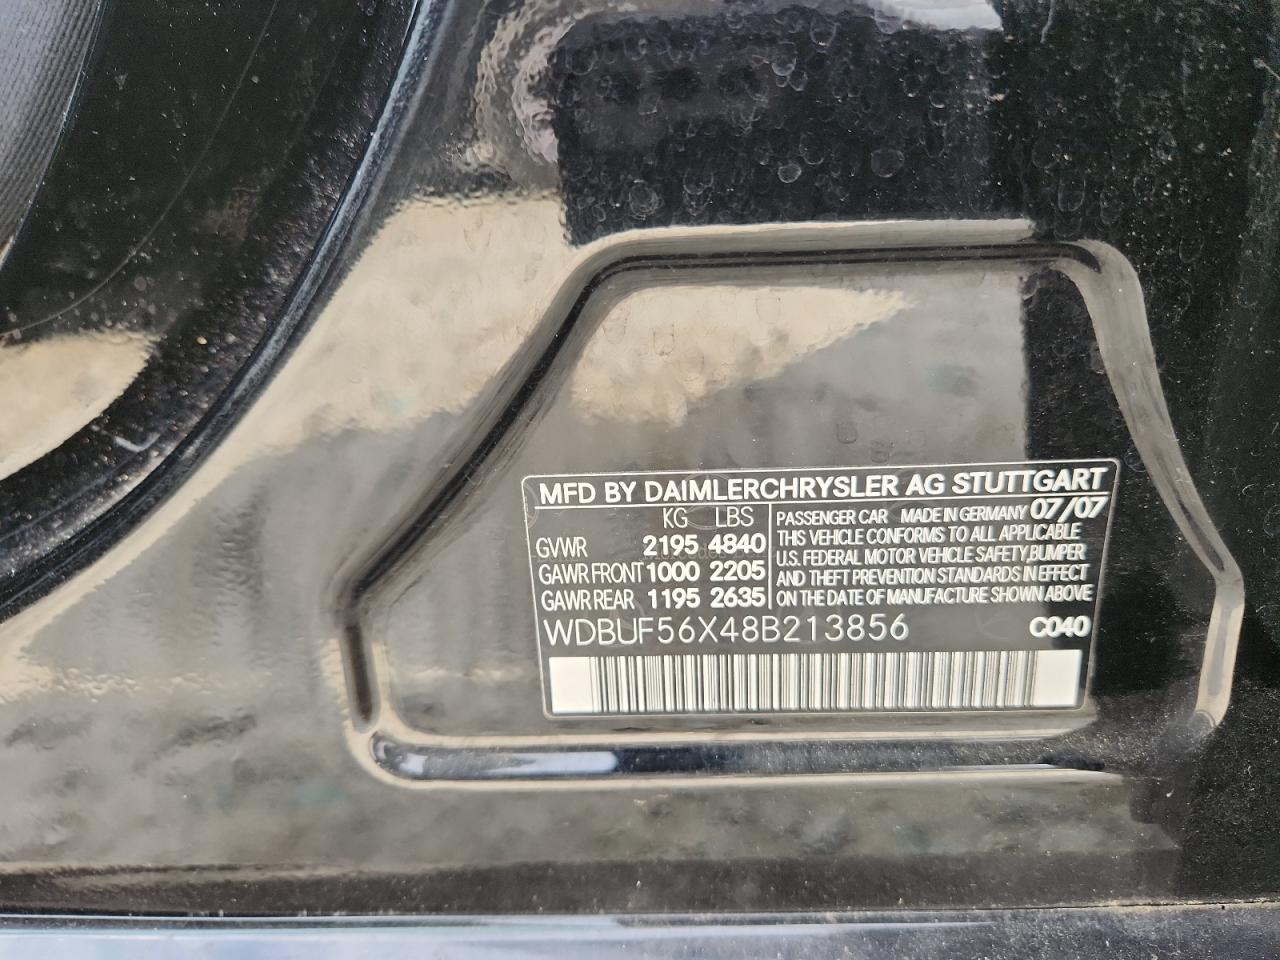 MFD BY DAIMLERCHRYSLER AG STUTTGART
KG LBS
GVWR 2195 4840
GAWR FRONT 1000 2205
GAWR REAR 1195 2635
PASSENGER CAR MADE IN GERMANY 07/07
THIS VEHICLE CONFORMS TO ALL APPLICABLE
U.S. FEDERAL MOTOR VEHICLE SAFETY, BUMPER
AND THEFT PREVENTION STANDARDS IN EFFECT
ON THE DATE OF MANUFACTURE SHOWN ABOVE
WDBUF56X48B213856 C040